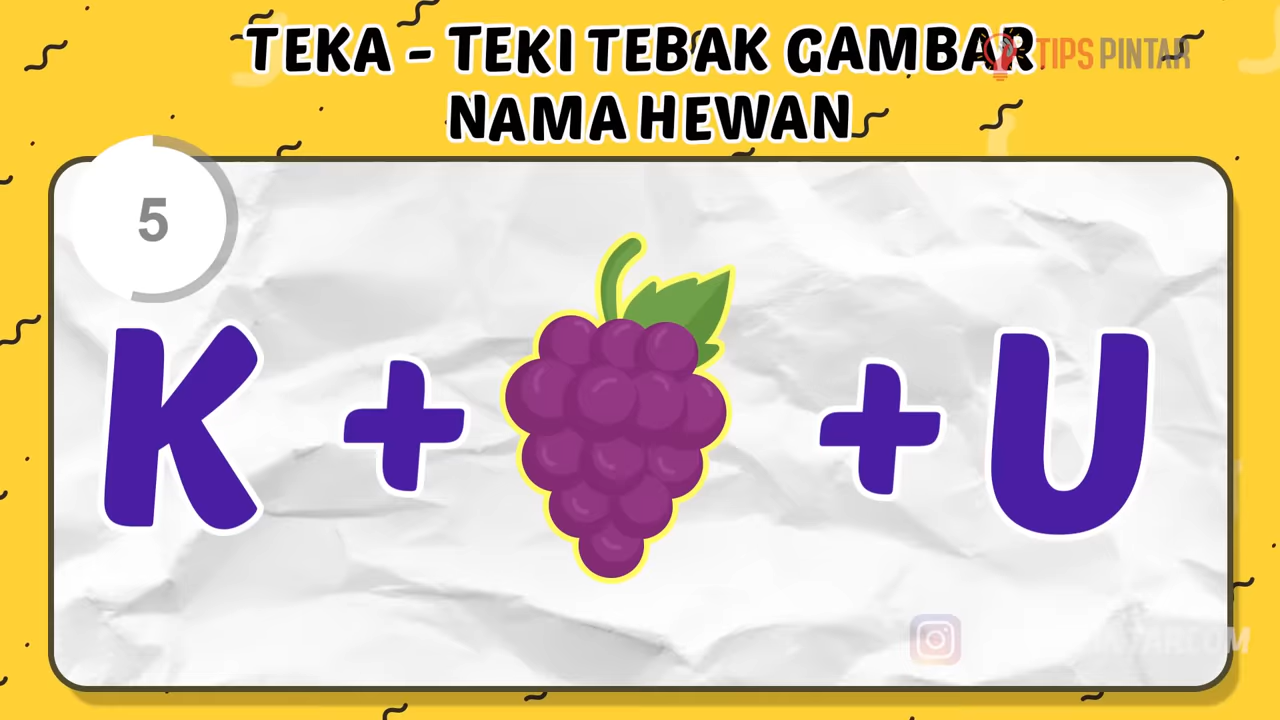 TEKA - TEKI TEBAK GAMBAR
TIPS PINTAR
NAMA HEWAN
5
K + + U